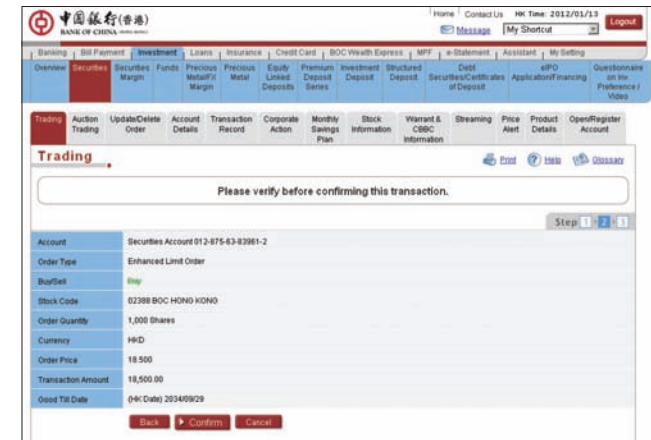 中國銀行(香港)
BANK OF CHINA (HONG KONG)
Home Contact Us HK Time: 2012/01/13
Message My Shortcut Logout
Banking Bill Payment Investment Loans Insurance Credit Card BOC Wealth Express MPF e-Statement Assistant My Setting
Overview Securities Securities Margin Funds Precious Metal/FX Margin Precious Metal Equity Linked Deposits Premium Deposit Series Investment Deposit Structured Deposit Debt Securities/Certificates of Deposit eIPO Application/Financing Questionnaire on Inv Preference / Video
Trading Auction Trading Update/Delete Order Account Details Transaction Record Corporate Action Monthly Savings Plan Stock Information Warrant & CBBC Information Streaming Price Alert Product Details Open/Register Account
Trading
Print Help Glossary
Please verify before confirming this transaction.
Step 1 2 3
Account Securities Account 012-875-63-83961-2
Order Type Enhanced Limit Order
Buy/Sell Buy
Stock Code 02388 BOC HONG KONG
Order Quantity 1,000 Shares
Currency HKD
Order Price 18.500
Transaction Amount 18,500.00
Good Till Date (HK Date) 2034/09/29
Back Confirm Cancel